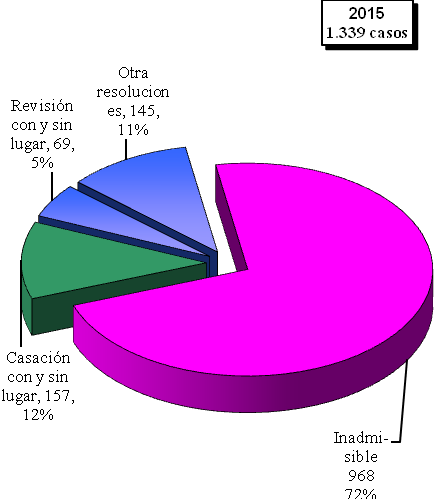 2015
1.339 casos
Otra
resolucion
es, 145,
11%
Revisión
con y sin
lugar, 69,
5%
Casación
con y sin
lugar, 157,
12%
Inadmi-
sible
968
72%